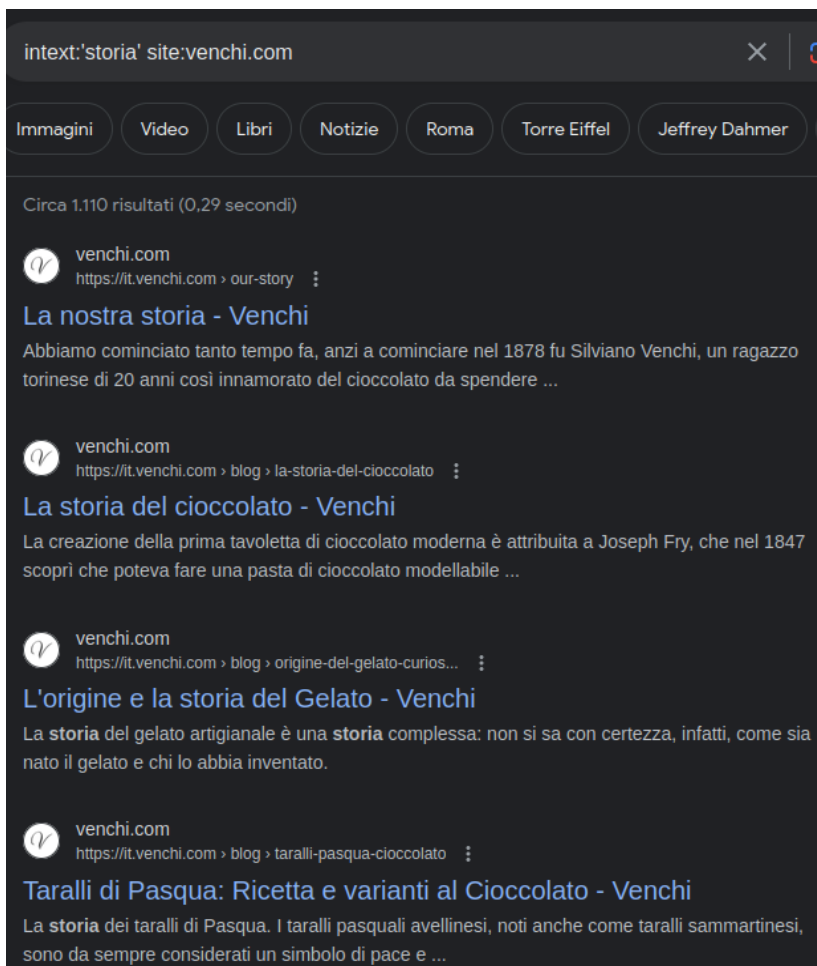 intext:'storia' site:venchi.com
Immagini Video Libri Notizie Roma Torre Eiffel Jeffrey Dahmer
Circa 1.110 risultati (0,29 secondi)
venchi.com
https://it.venchi.com › our-story
La nostra storia - Venchi
Abbiamo cominciato tanto tempo fa, anzi a cominciare nel 1878 fu Silviano Venchi, un ragazzo
torinese di 20 anni così innamorato del cioccolato da spendere ...
venchi.com
https://it.venchi.com › blog › la-storia-del-cioccolato
La storia del cioccolato - Venchi
La creazione della prima tavoletta di cioccolato moderna è attribuita a Joseph Fry, che nel 1847
scoprì che poteva fare una pasta di cioccolato modellabile ...
venchi.com
https://it.venchi.com › blog › origine-del-gelato-curios...
L'origine e la storia del Gelato - Venchi
La storia del gelato artigianale è una storia complessa: non si sa con certezza, infatti, come sia
nato il gelato e chi lo abbia inventato.
venchi.com
https://it.venchi.com › blog › taralli-pasqua-cioccolato
Taralli di Pasqua: Ricetta e varianti al Cioccolato - Venchi
La storia dei taralli di Pasqua. I taralli pasquali avellinesi, noti anche come taralli sammartinesi,
sono da sempre considerati un simbolo di pace e ...